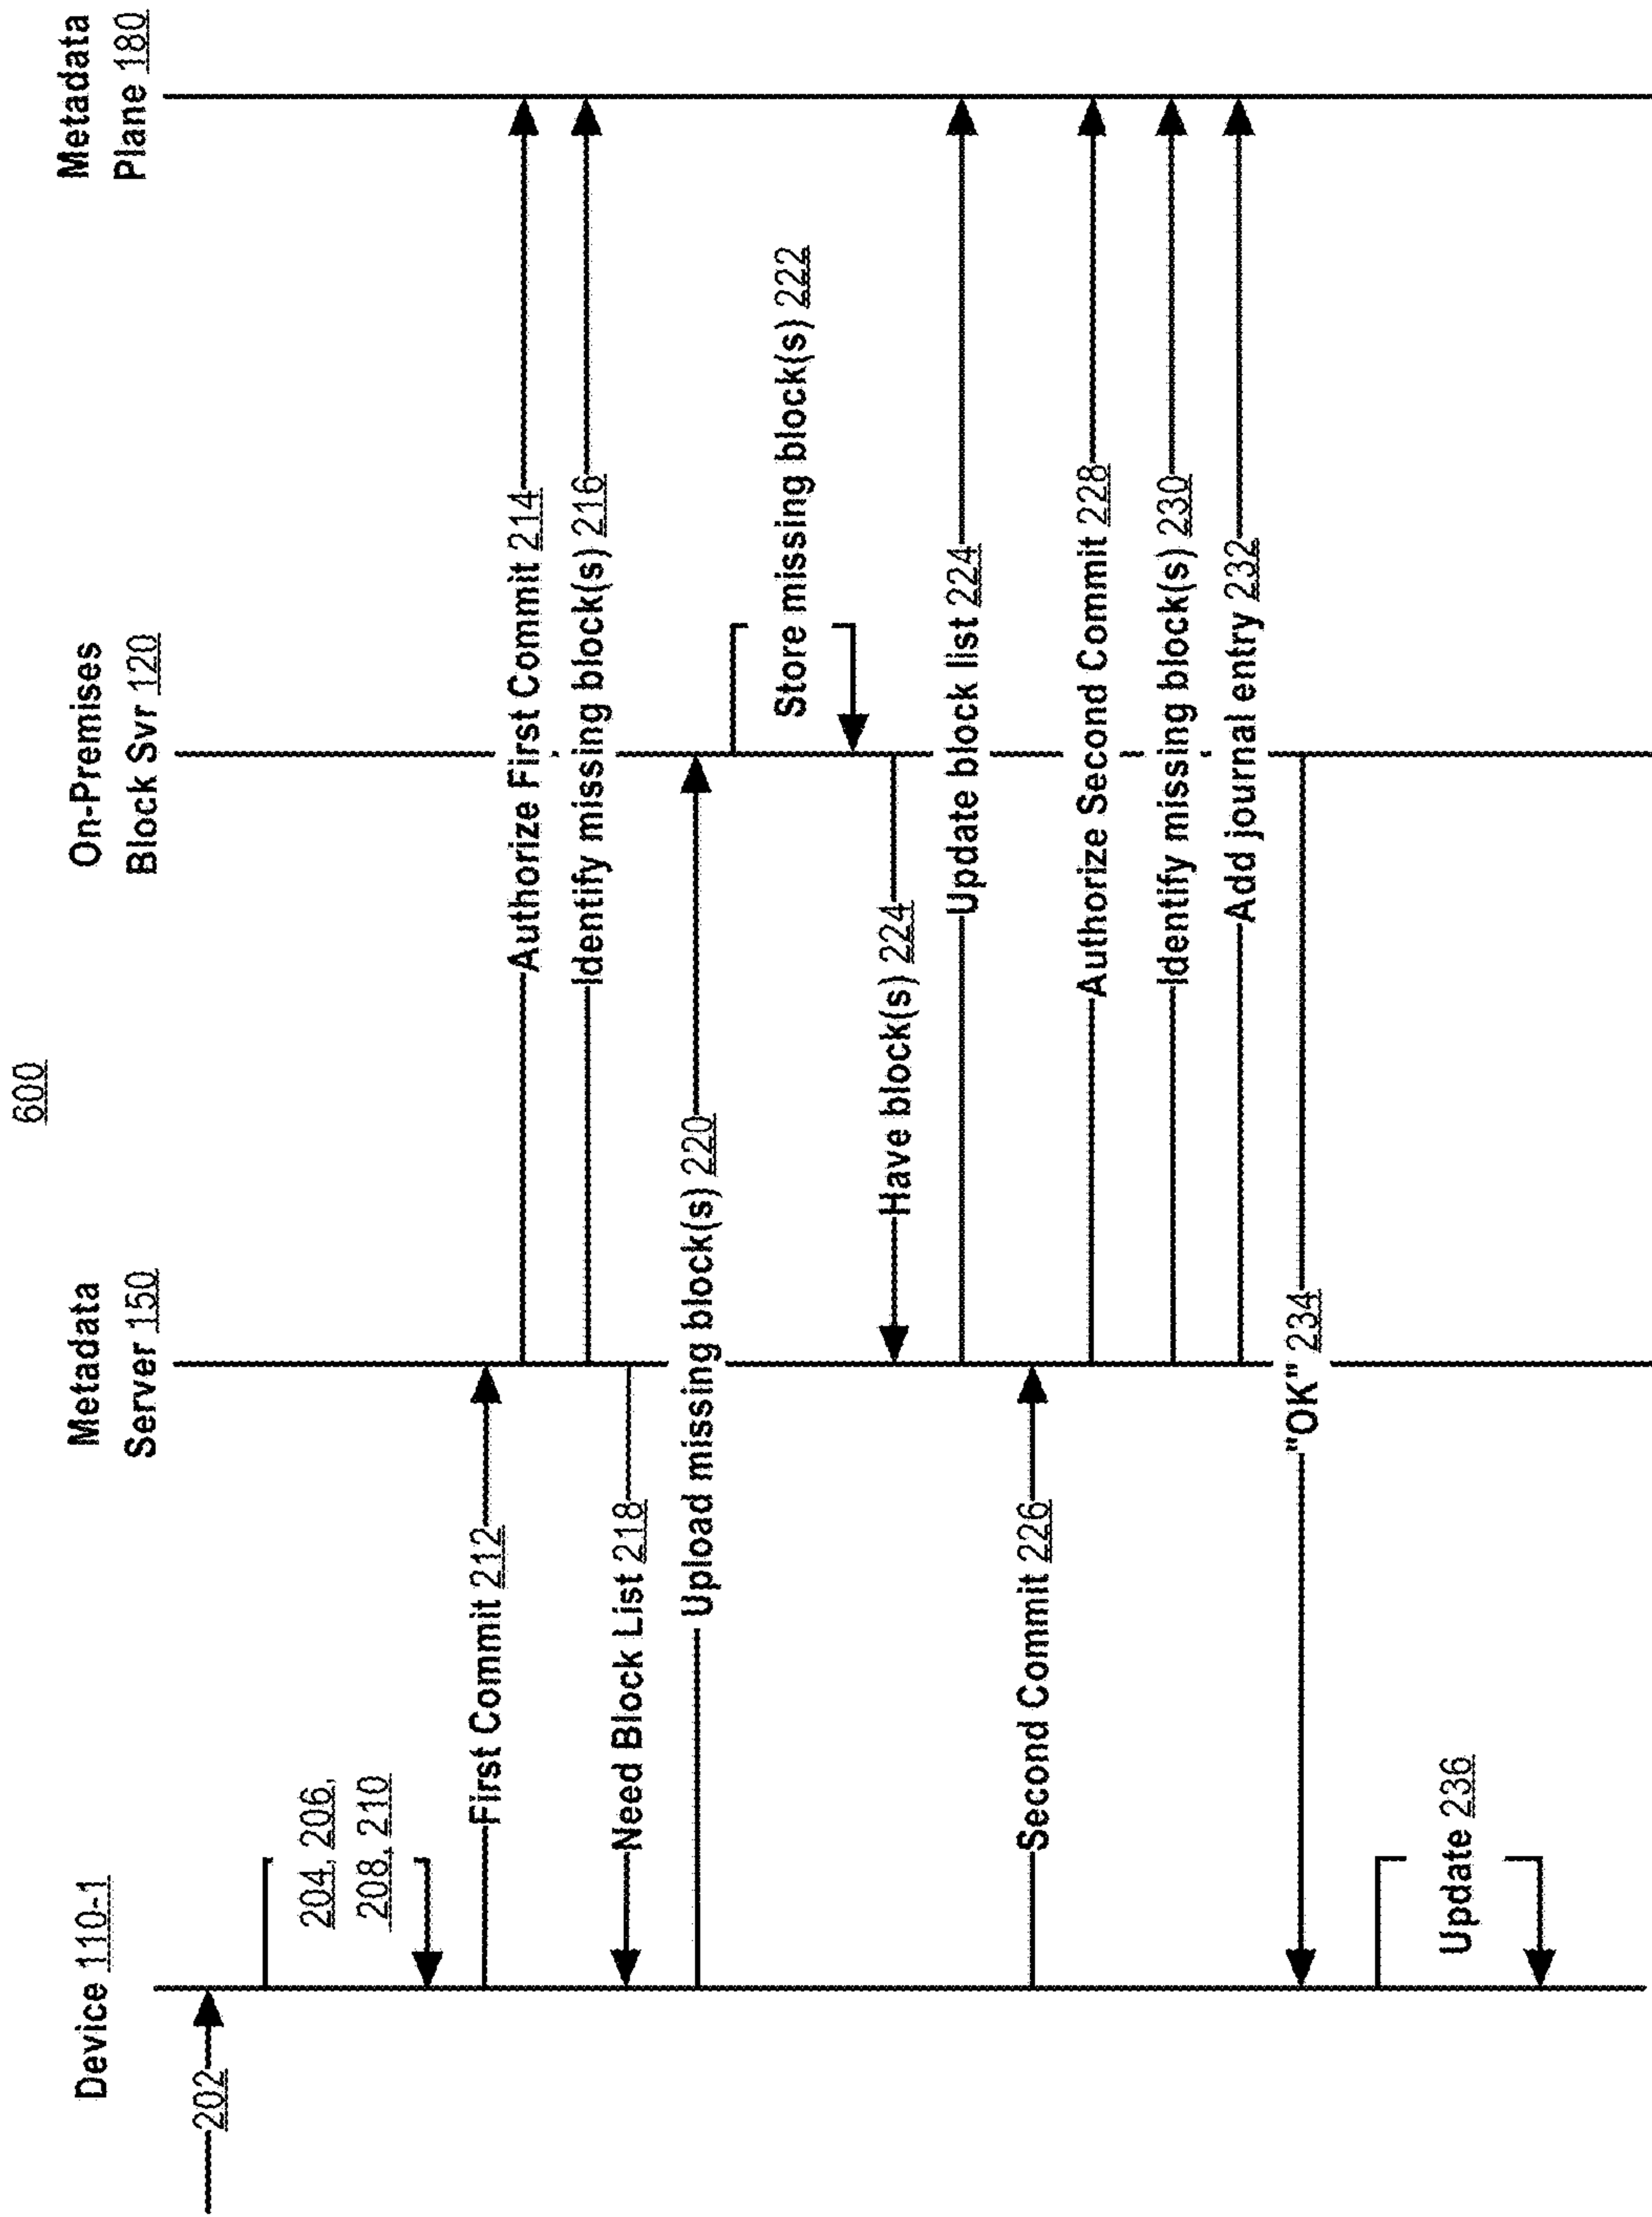 600
Device 110-1
Metadata
Server 150
On-Premises
Block Svr 120
Metadata
Plane 180
202
204, 206,
208, 210
First Commit 212
Authorize First Commit 214
Identify missing block(s) 216
Need Block List 218
Upload missing block(s) 220
Store missing block(s) 222
Have block(s) 224
Update block list 224
Second Commit 226
Authorize Second Commit 228
Identify missing block(s) 230
Add journal entry 232
"OK" 234
Update 236